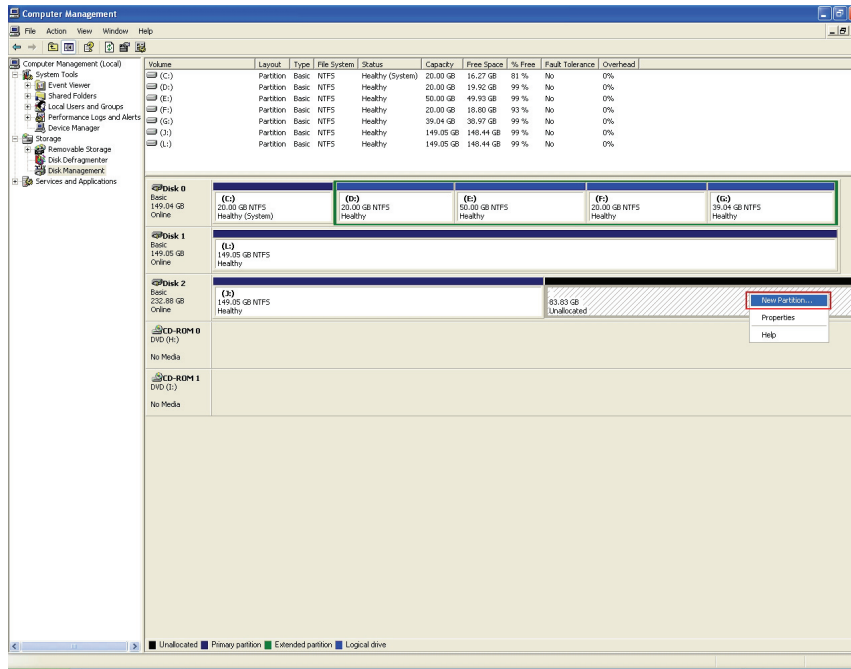 Computer Management
File Action View Window Help
Computer Management (Local)
System Tools
Event Viewer
Shared Folders
Local Users and Groups
Performance Logs and Alerts
Device Manager
Storage
Removable Storage
Disk Defragmenter
Disk Management
Services and Applications
Volume Layout Type File System Status Capacity Free Space % Free Fault Tolerance Overhead
(C:) Partition Basic NTFS Healthy (System) 20.00 GB 16.27 GB 81 % No 0%
(D:) Partition Basic NTFS Healthy 20.00 GB 19.92 GB 99 % No 0%
(E:) Partition Basic NTFS Healthy 50.00 GB 49.93 GB 99 % No 0%
(F:) Partition Basic NTFS Healthy 20.00 GB 18.80 GB 93 % No 0%
(G:) Partition Basic NTFS Healthy 39.04 GB 38.97 GB 99 % No 0%
(J:) Partition Basic NTFS Healthy 149.05 GB 148.44 GB 99 % No 0%
(L:) Partition Basic NTFS Healthy 149.05 GB 148.44 GB 99 % No 0%
Disk 0
Basic
149.04 GB
Online
(C:)
20.00 GB NTFS
Healthy (System)
(D:)
20.00 GB NTFS
Healthy
(E:)
50.00 GB NTFS
Healthy
(F:)
20.00 GB NTFS
Healthy
(G:)
39.04 GB NTFS
Healthy
Disk 1
Basic
149.05 GB
Online
(L:)
149.05 GB NTFS
Healthy
Disk 2
Basic
232.88 GB
Online
(J:)
149.05 GB NTFS
Healthy
83.83 GB
Unallocated
New Partition...
Properties
Help
CD-ROM 0
DVD (H:)
No Media
CD-ROM 1
DVD (I:)
No Media
Unallocated Primary partition Extended partition Logical drive